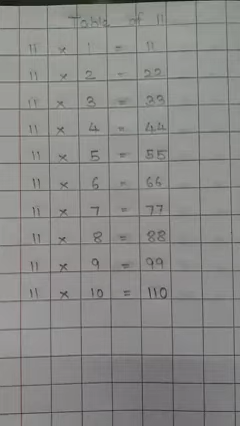 Table of 11
11 × 1 = 11
11 × 2 = 22
11 × 3 = 33
11 × 4 = 44
11 × 5 = 55
11 × 6 = 66
11 × 7 = 77
11 × 8 = 88
11 × 9 = 99
11 × 10 = 110